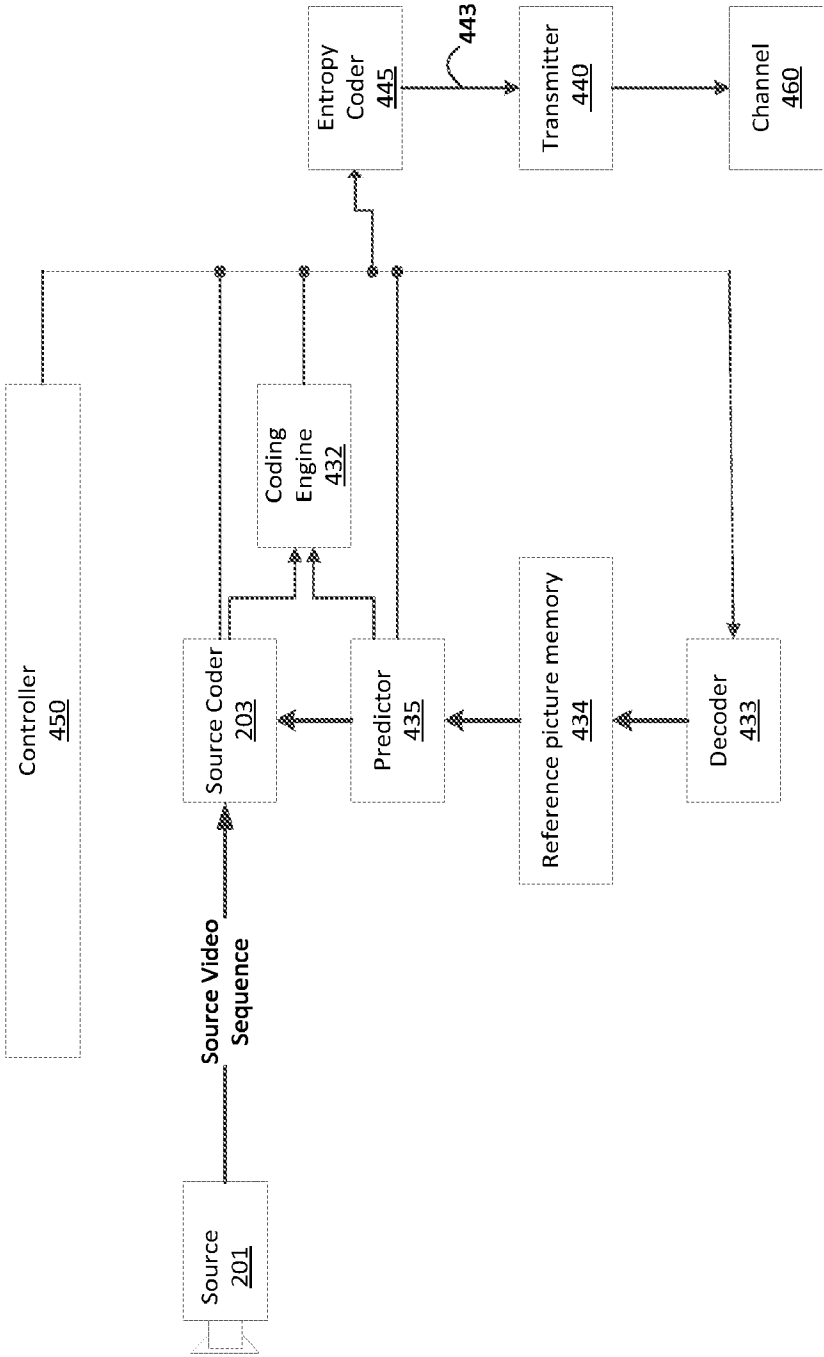 Controller
450
Source
201
Source Video
Sequence
Source Coder
203
Coding
Engine
432
Predictor
435
Reference picture memory
434
Decoder
433
Entropy
Coder
445
443
Transmitter
440
Channel
460